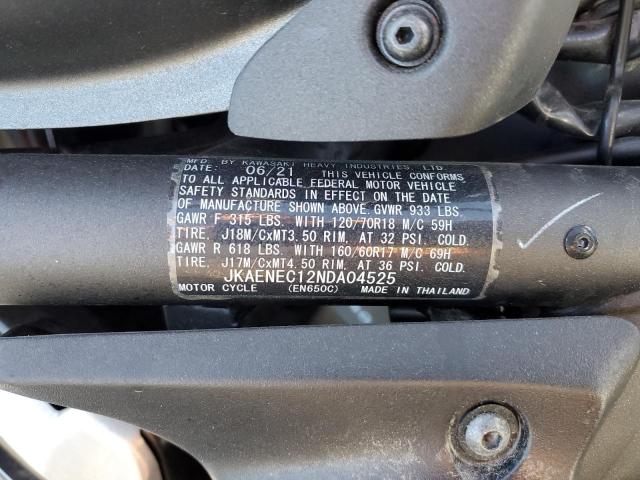 MFD. BY KAWASAKI HEAVY INDUSTRIES, LTD.
DATE: 06/21 THIS VEHICLE CONFORMS
TO ALL APPLICABLE FEDERAL MOTOR VEHICLE
SAFETY STANDARDS IN EFFECT ON THE DATE
OF MANUFACTURE SHOWN ABOVE. GVWR 933 LBS.
GAWR F 315 LBS. WITH 120/70R18 M/C 59H
TIRE, J18M/CxMT3.50 RIM, AT 32 PSI. COLD.
GAWR R 618 LBS. WITH 160/60R17 M/C 69H
TIRE, J17M/CxMT4.50 RIM, AT 36 PSI. COLD.
JKAENEC12NDA04525
MOTOR CYCLE (EN650C) MADE IN THAILAND